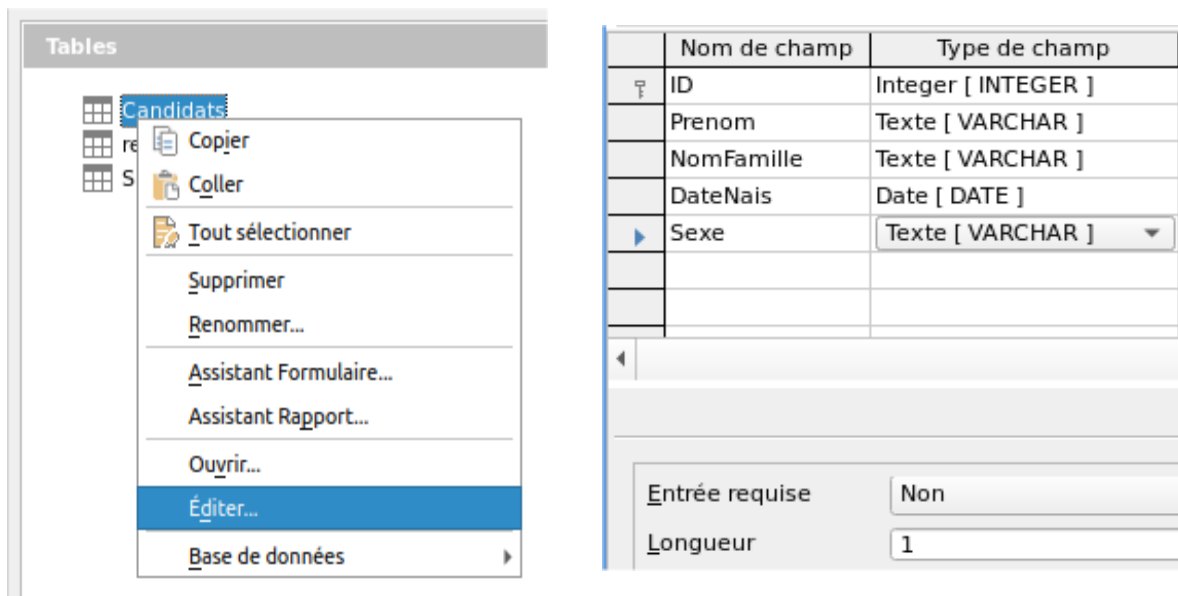 Tables
Candidats
re
S
Copier
Coller
Tout sélectionner
Supprimer
Renommer...
Assistant Formulaire...
Assistant Rapport...
Ouvrir...
Éditer...
Base de données
Nom de champ Type de champ
ID Integer [ INTEGER ]
Prenom Texte [ VARCHAR ]
NomFamille Texte [ VARCHAR ]
DateNais Date [ DATE ]
Sexe Texte [ VARCHAR ]
Entrée requise Non
Longueur 1